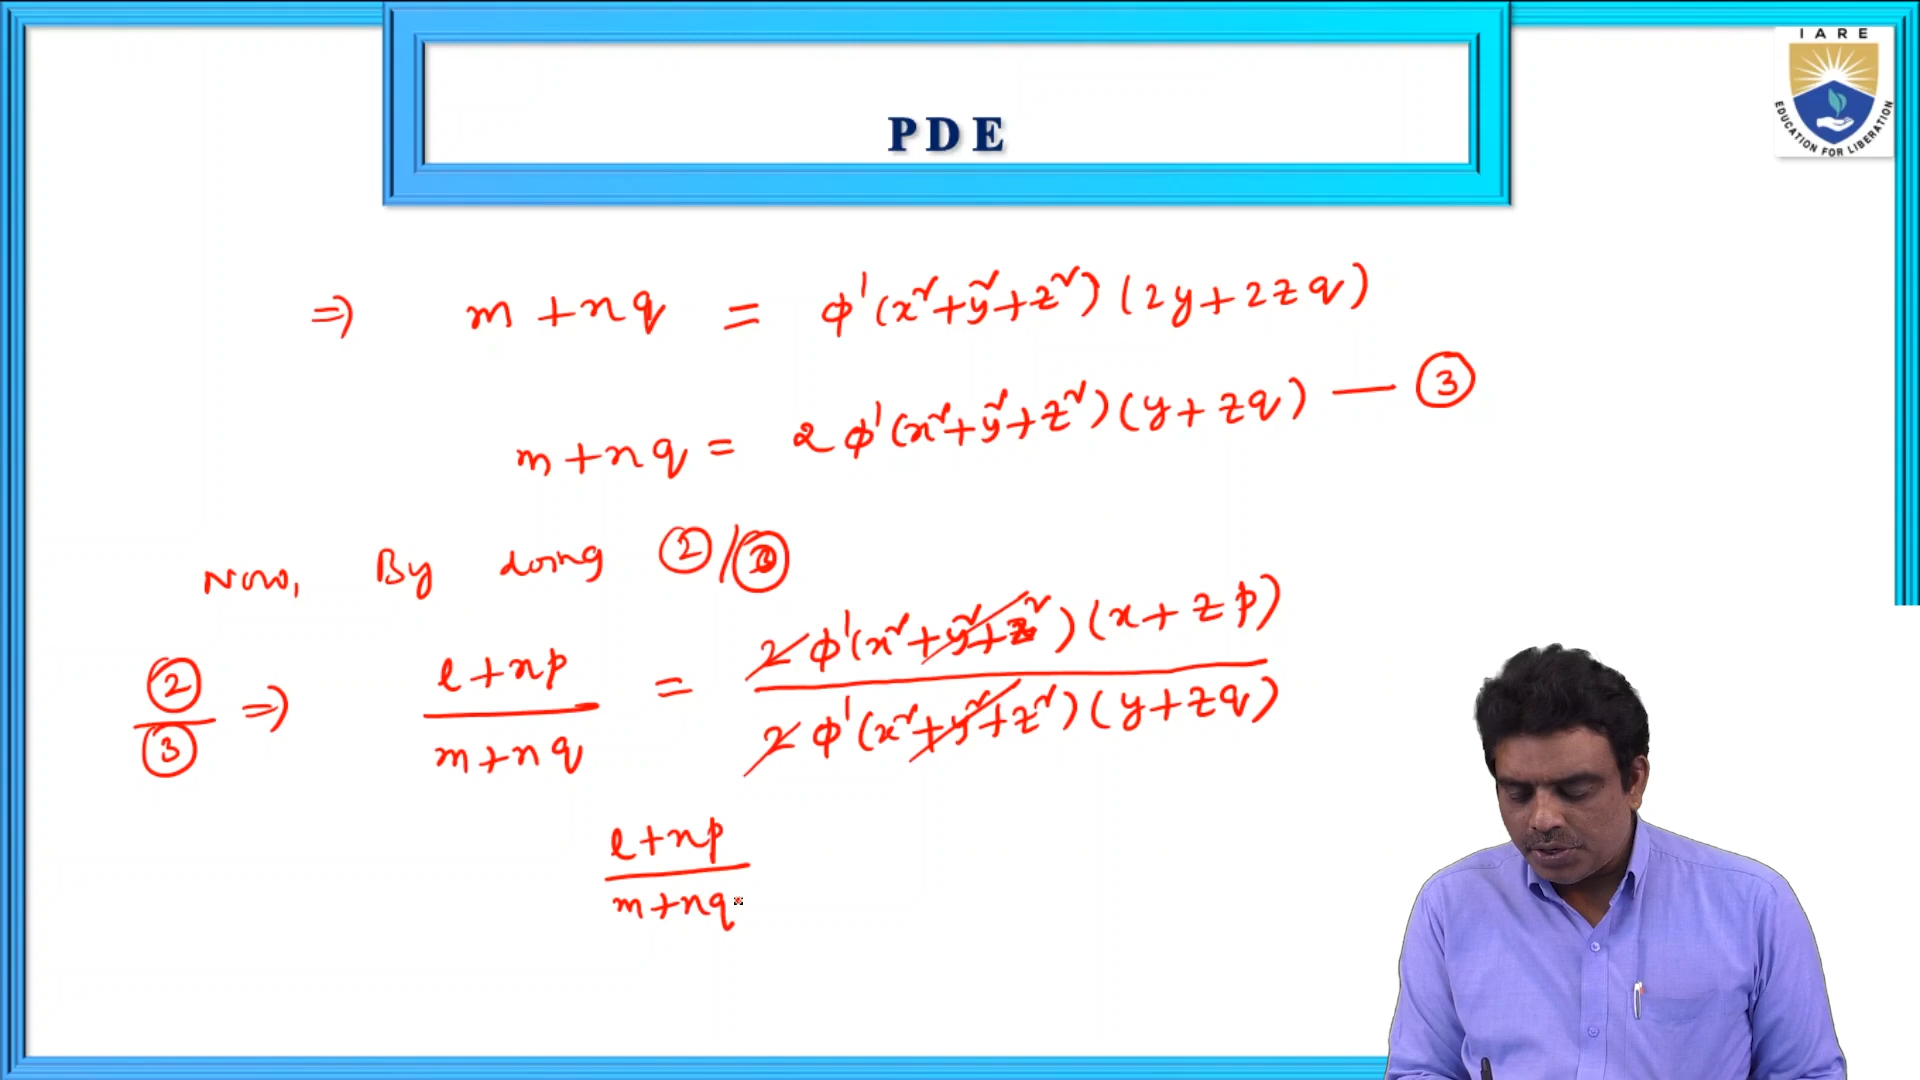 IARE
EDUCATION FOR LIBERATION
PDE
⇒ m + nq = φ'(x²+y²+z²)(2y+2zq)
m + nq = 2φ'(x²+y²+z²)(y+zq) — ③
Now, By doing ②/③
②/③ ⇒ (l+np)/(m+nq) = 2φ'(x²+y²+z²)(x+zp) / 2φ'(x²+y²+z²)(y+zq)
(l+np)/(m+nq)